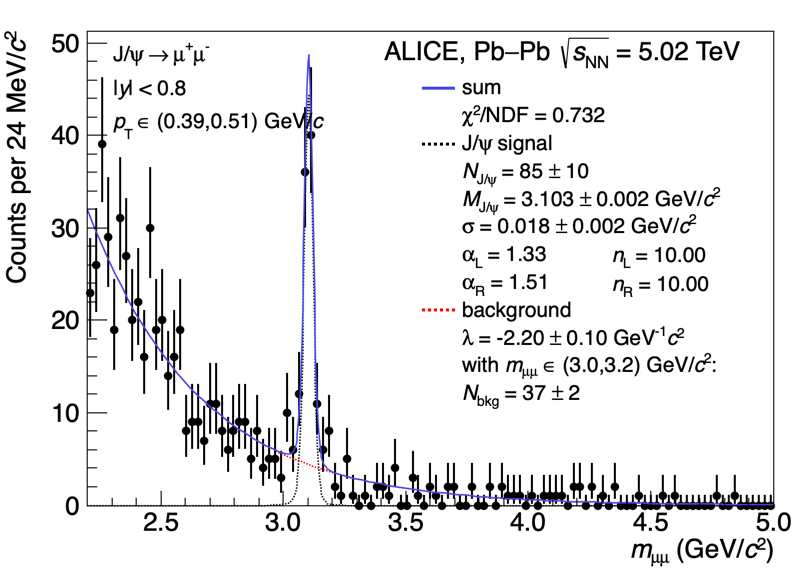 Counts per 24 MeV/c²
50
40
30
20
10
0
J/ψ → μ⁺μ⁻
|y| < 0.8
p_T ∈ (0.39,0.51) GeV/c
ALICE, Pb–Pb √s_NN = 5.02 TeV
sum
χ²/NDF = 0.732
J/ψ signal
N_J/ψ = 85 ± 10
M_J/ψ = 3.103 ± 0.002 GeV/c²
σ = 0.018 ± 0.002 GeV/c²
α_L = 1.33 n_L = 10.00
α_R = 1.51 n_R = 10.00
background
λ = -2.20 ± 0.10 GeV⁻¹c²
with m_μμ ∈ (3.0,3.2) GeV/c²:
N_bkg = 37 ± 2
2.5 3.0 3.5 4.0 4.5 5.0
m_μμ (GeV/c²)